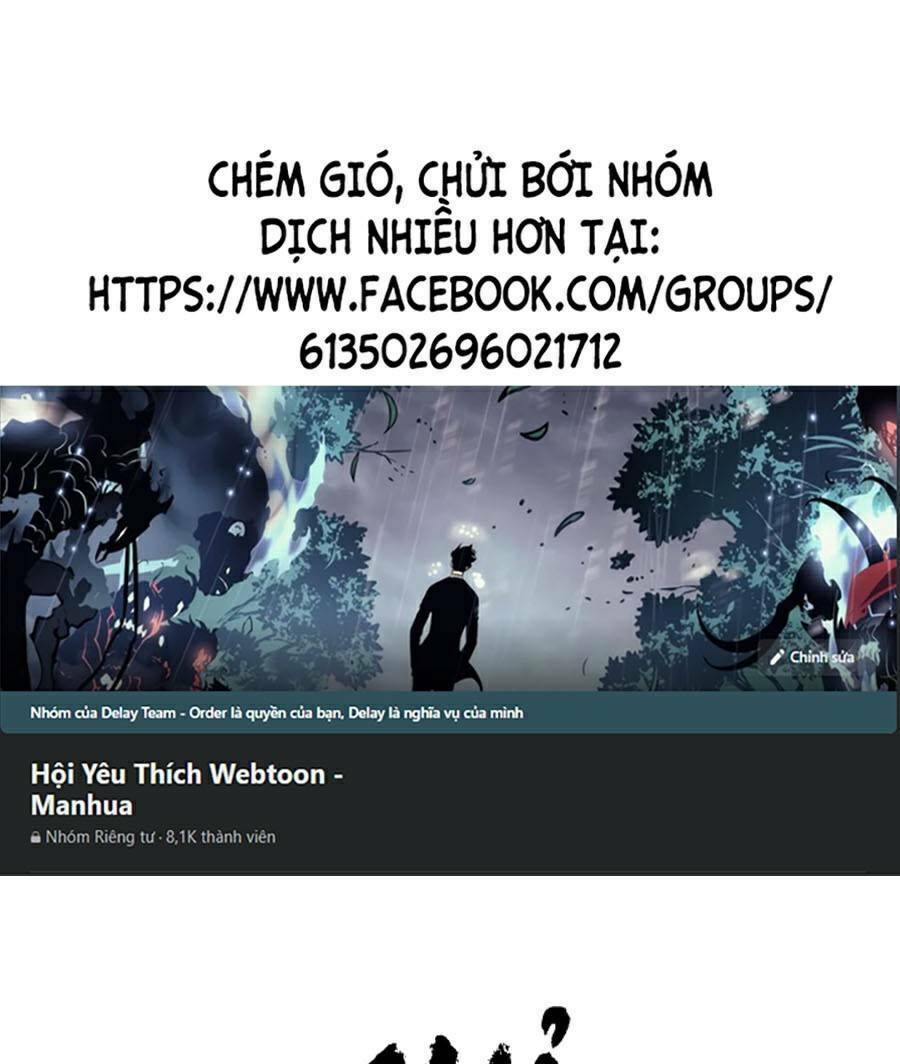 CHÉM GIÓ, CHỬI BỚI NHÓM
DỊCH NHIỀU HƠN TẠI:
HTTPS://WWW.FACEBOOK.COM/GROUPS/
613502696021712
Chỉnh sửa
Nhóm của Delay Team - Order là quyền của bạn, Delay là nghĩa vụ của mình
Hội Yêu Thích Webtoon -
Manhua
Nhóm Riêng tư · 8,1K thành viên